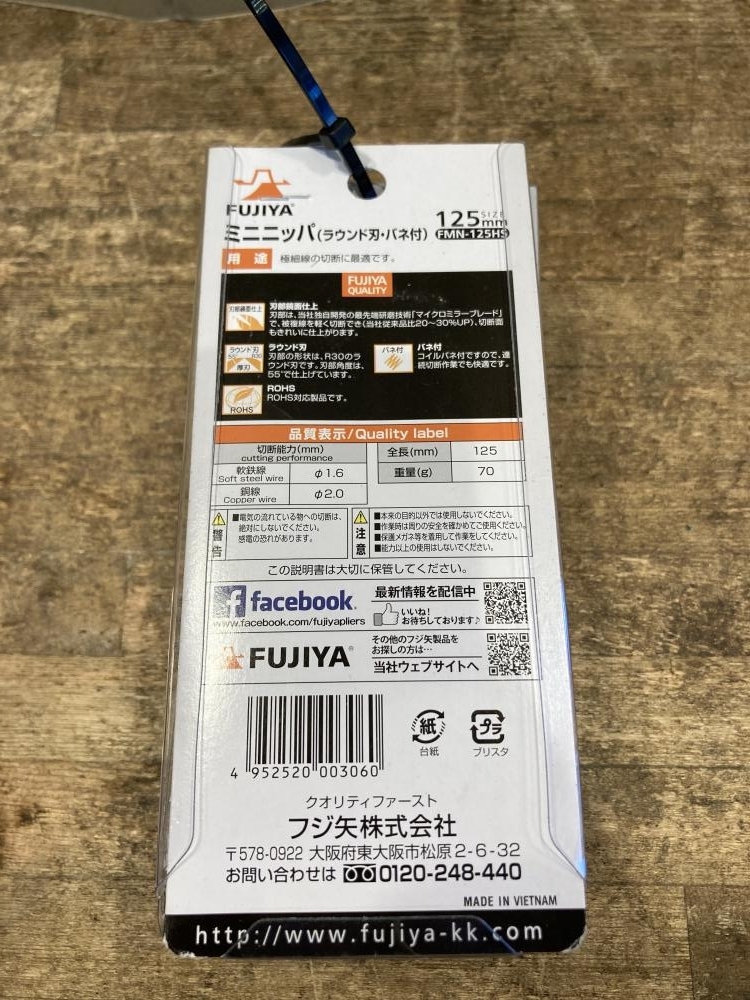 FUJIYA®
ミニニッパ(ラウンド刃・バネ付)
125mm SIZE
FMN-125HS
用途 極細線の切断に最適です。
FUJIYA QUALITY
刃部鏡面仕上
刃部鏡面仕上
刃部は、当社独自開発の最先端研磨技術「マイクロミラーブレード」
で、被複線を軽く切断でき(当社従来品比20~30%UP)、切断面
もきれいに仕上がります。
ラウンド刃
55° R30
厚刃
ラウンド刃
刃部の形状は、R30のラ
ウンド刃です。刃部角度は、
55°で仕上げています。
バネ付
バネ付
コイルバネ付ですので、連
続切断作業でも快適です。
ROHS
ROHS
ROHS対応製品です。
品質表示/Quality label
切断能力(mm)
cutting performance
軟鉄線
Soft steel wire
φ1.6
銅線
Copper wire
φ2.0
全長(mm) 125
重量(g) 70
警告
■電気の流れている物への切断は、
絶対にしないでください。
感電の恐れがあります。
注意
■本来の目的以外では使用しないでください。
■作業時は周りの安全を確かめてご使用ください。
■保護メガネ等を着用して作業をしてください。
■能力以上の使用はしないでください。
この説明書は大切に保管してください。
f facebook.
www.facebook.com/fujiyapliers
最新情報を配信中
いいね!
お待ちしております♪
FUJIYA®
その他のフジ矢製品を
お探しの方は…
当社ウェブサイトへ
4 952520 003060
紙
台紙
プラ
ブリスタ
クオリティファースト
フジ矢株式会社
〒578-0922 大阪府東大阪市松原2-6-32
お問い合わせは 0120-248-440
MADE IN VIETNAM
http://www.fujiya-kk.com